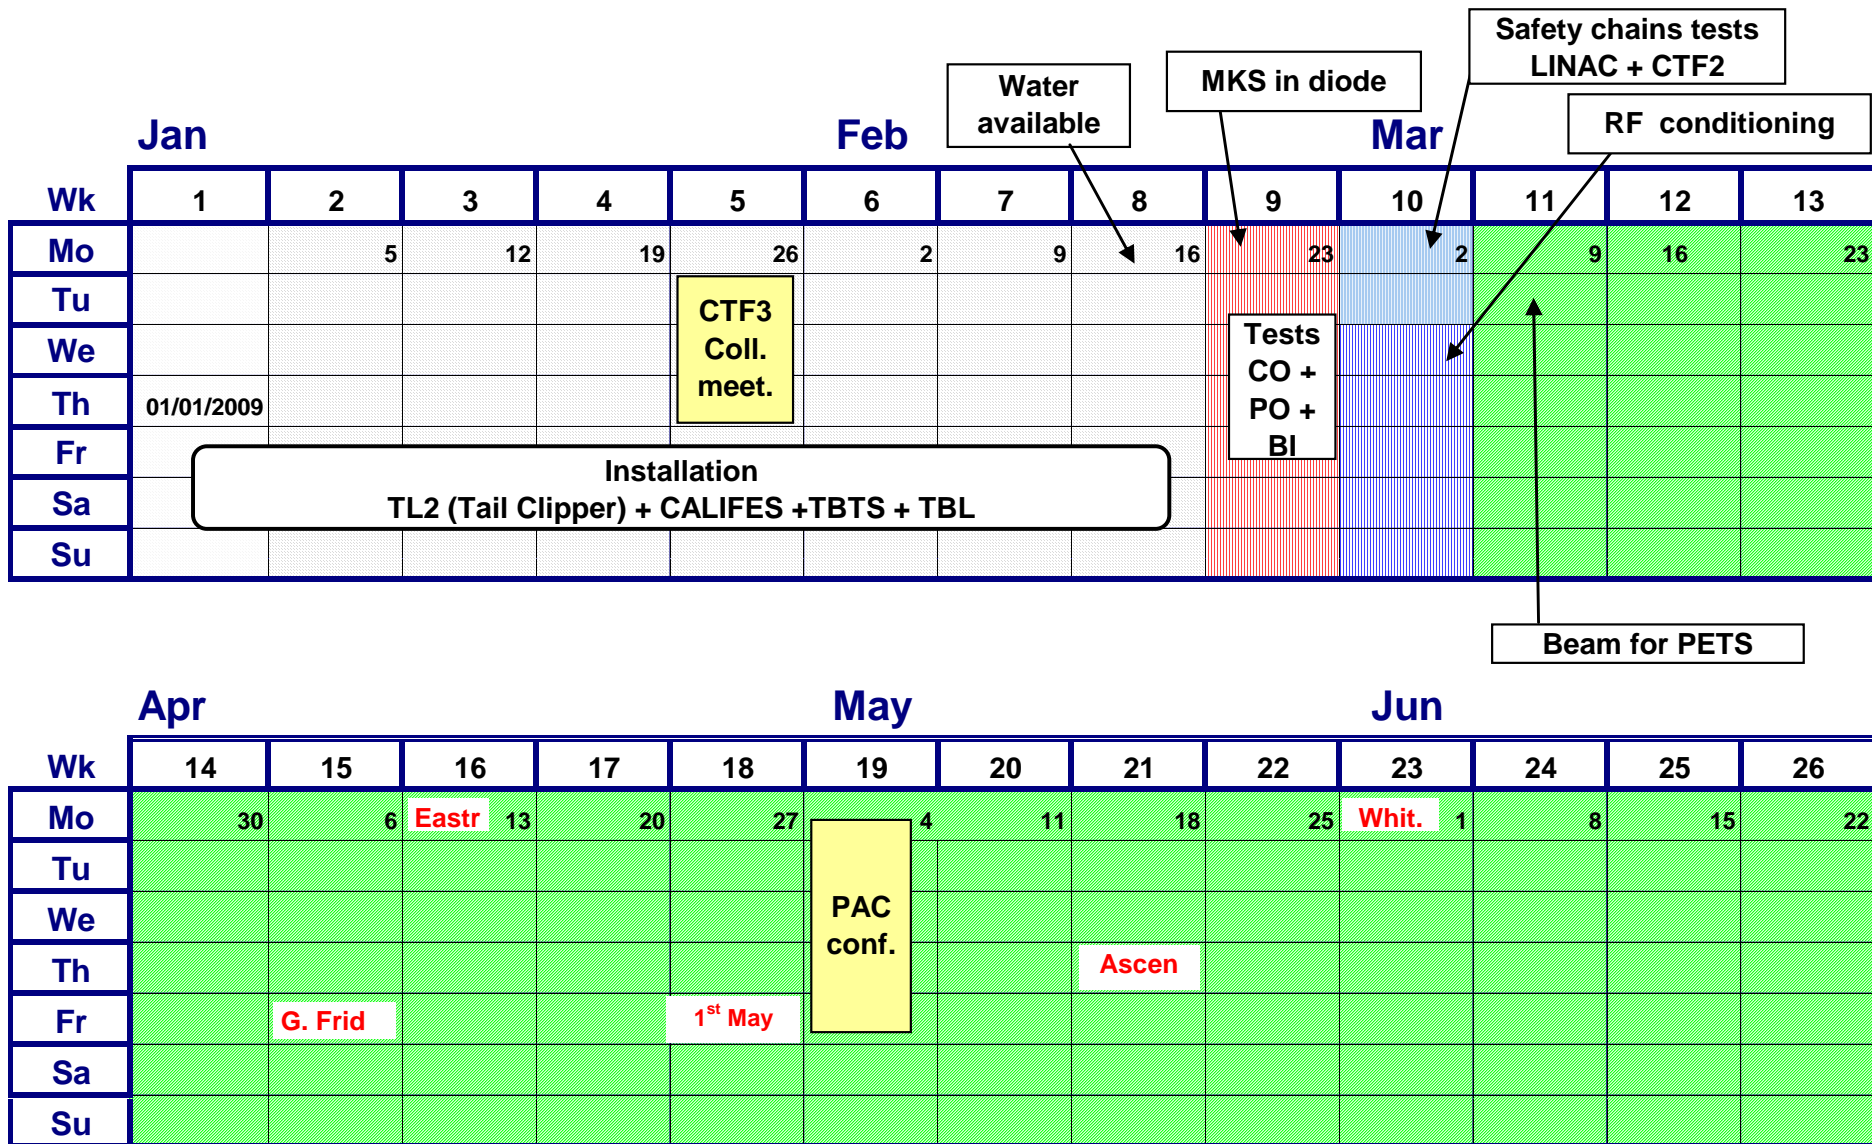 Safety chains tests
LINAC + CTF2
Water
available
MKS in diode
RF conditioning
Jan Feb Mar
Wk 1 2 3 4 5 6 7 8 9 10 11 12 13
Mo 5 12 19 26 2 9 16 23 2 9 16 23
Tu
We
Th 01/01/2009
Fr
Sa
Su
CTF3
Coll.
meet.
Tests
CO +
PO +
BI
Installation
TL2 (Tail Clipper) + CALIFES +TBTS + TBL
Beam for PETS
Apr May Jun
Wk 14 15 16 17 18 19 20 21 22 23 24 25 26
Mo 30 6 Eastr 13 20 27 4 11 18 25 Whit. 1 8 15 22
Tu
We
Th Ascen
Fr G. Frid 1st May
Sa
Su
PAC
conf.